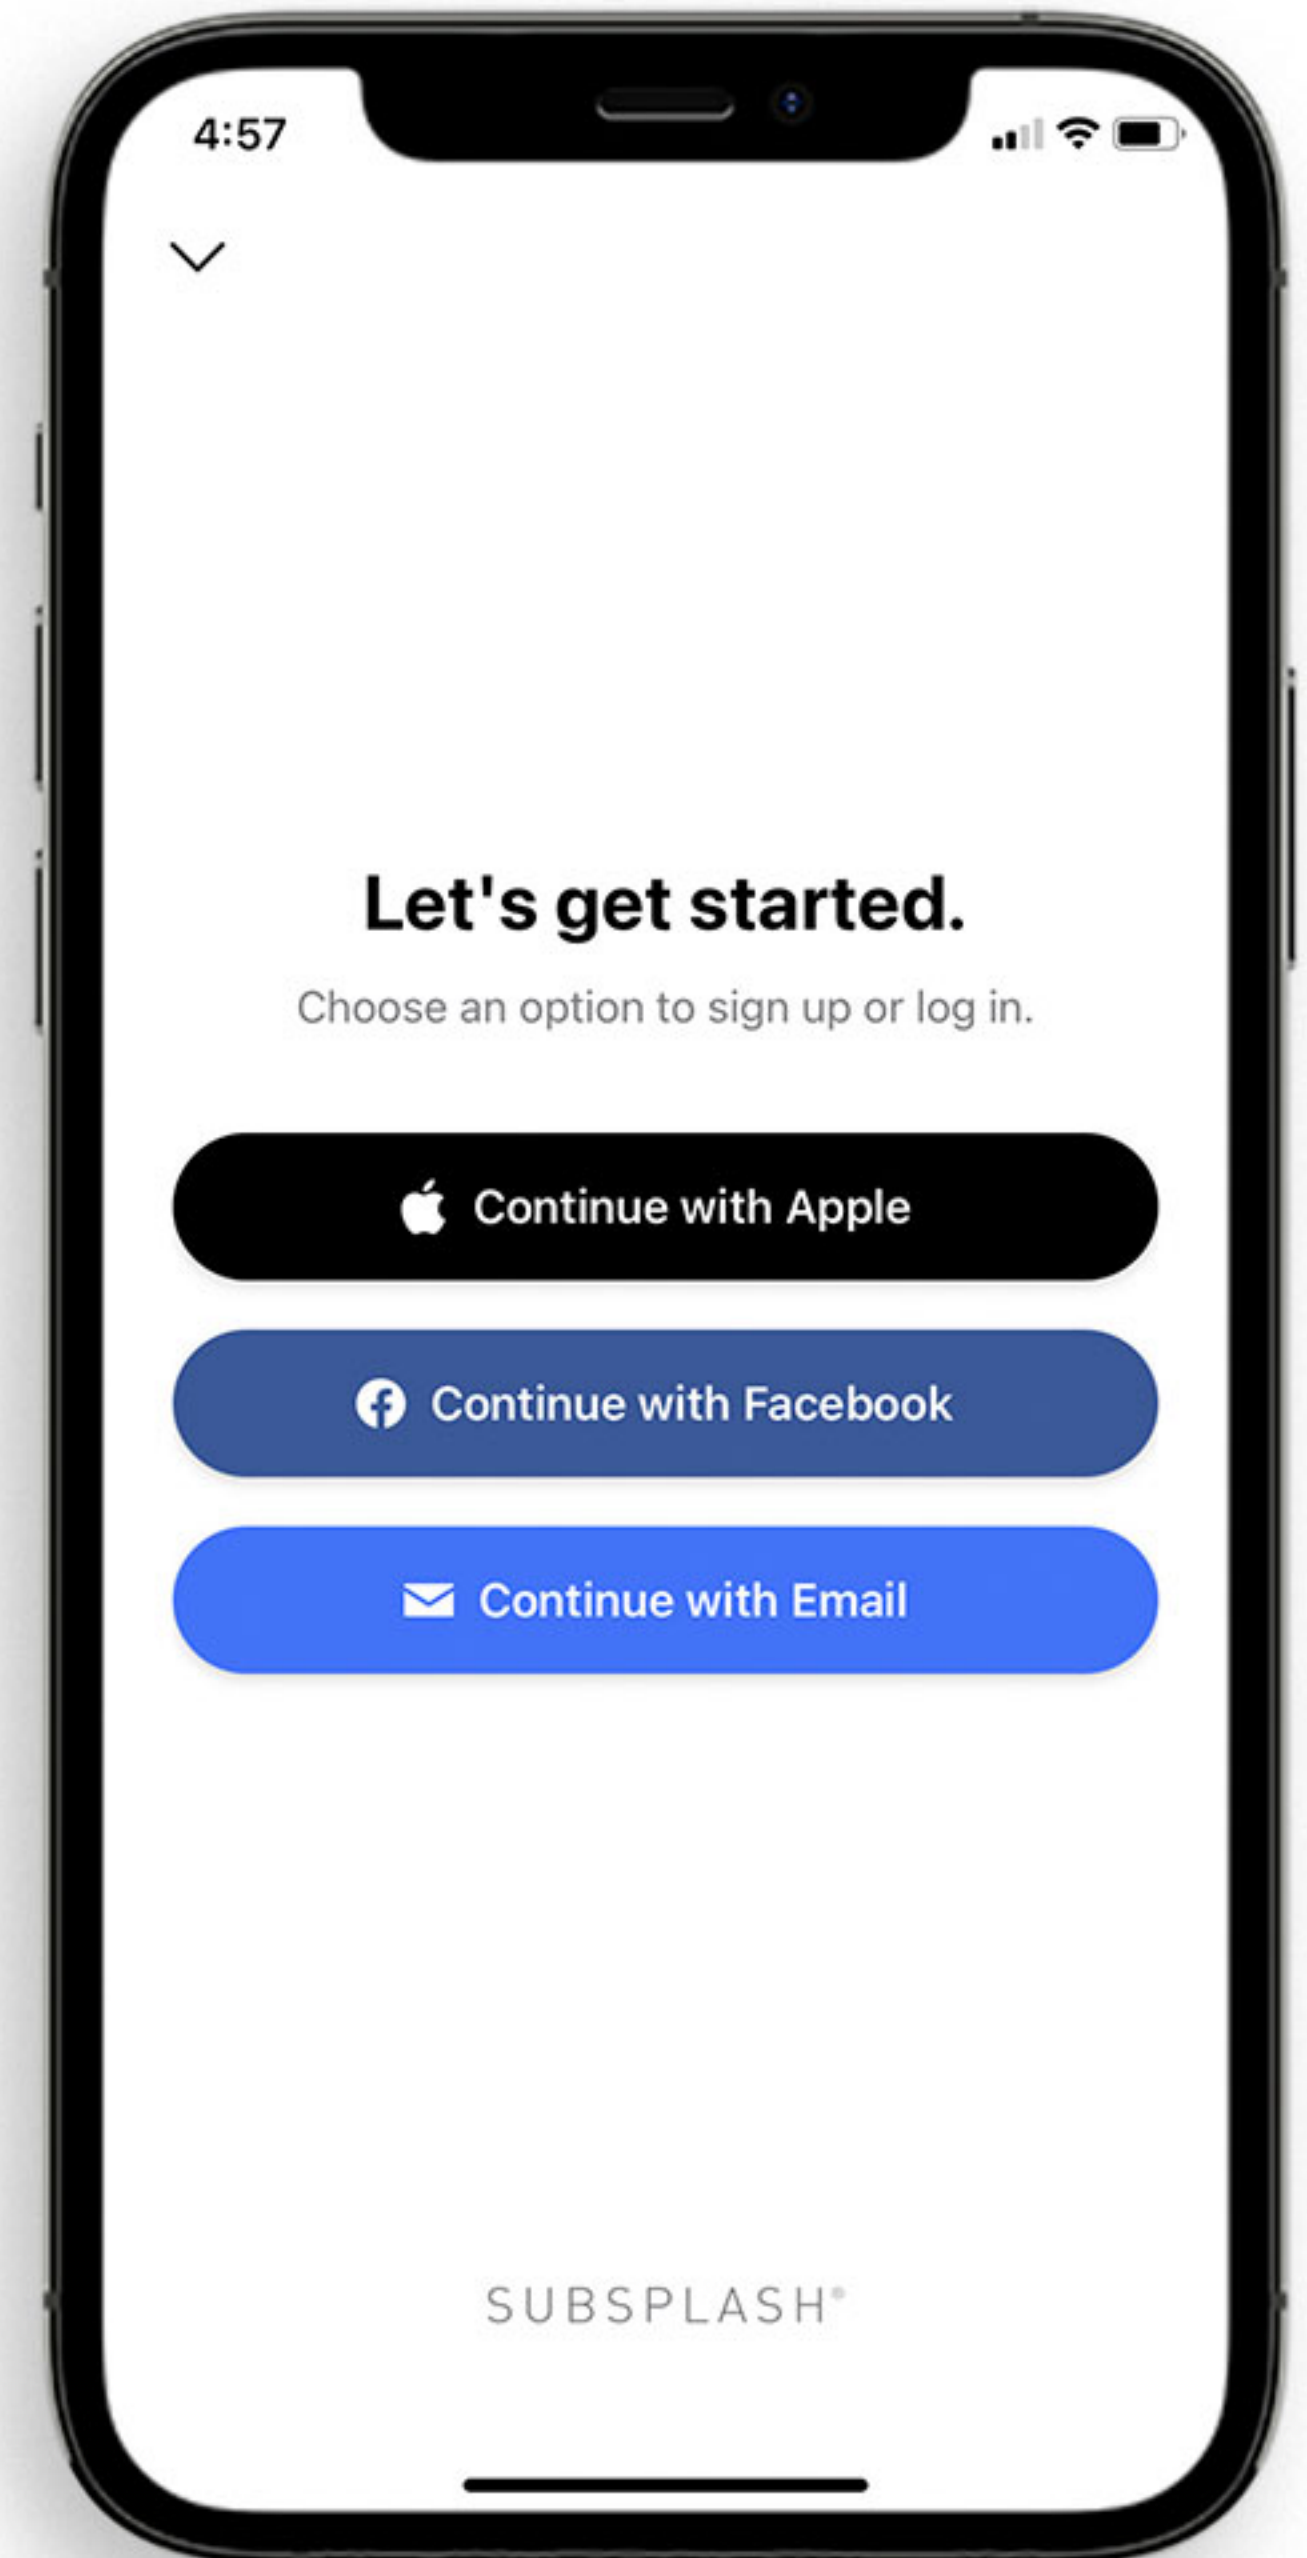 4:57
Let's get started.
Choose an option to sign up or log in.
Continue with Apple
Continue with Facebook
Continue with Email
SUBSPLASH®